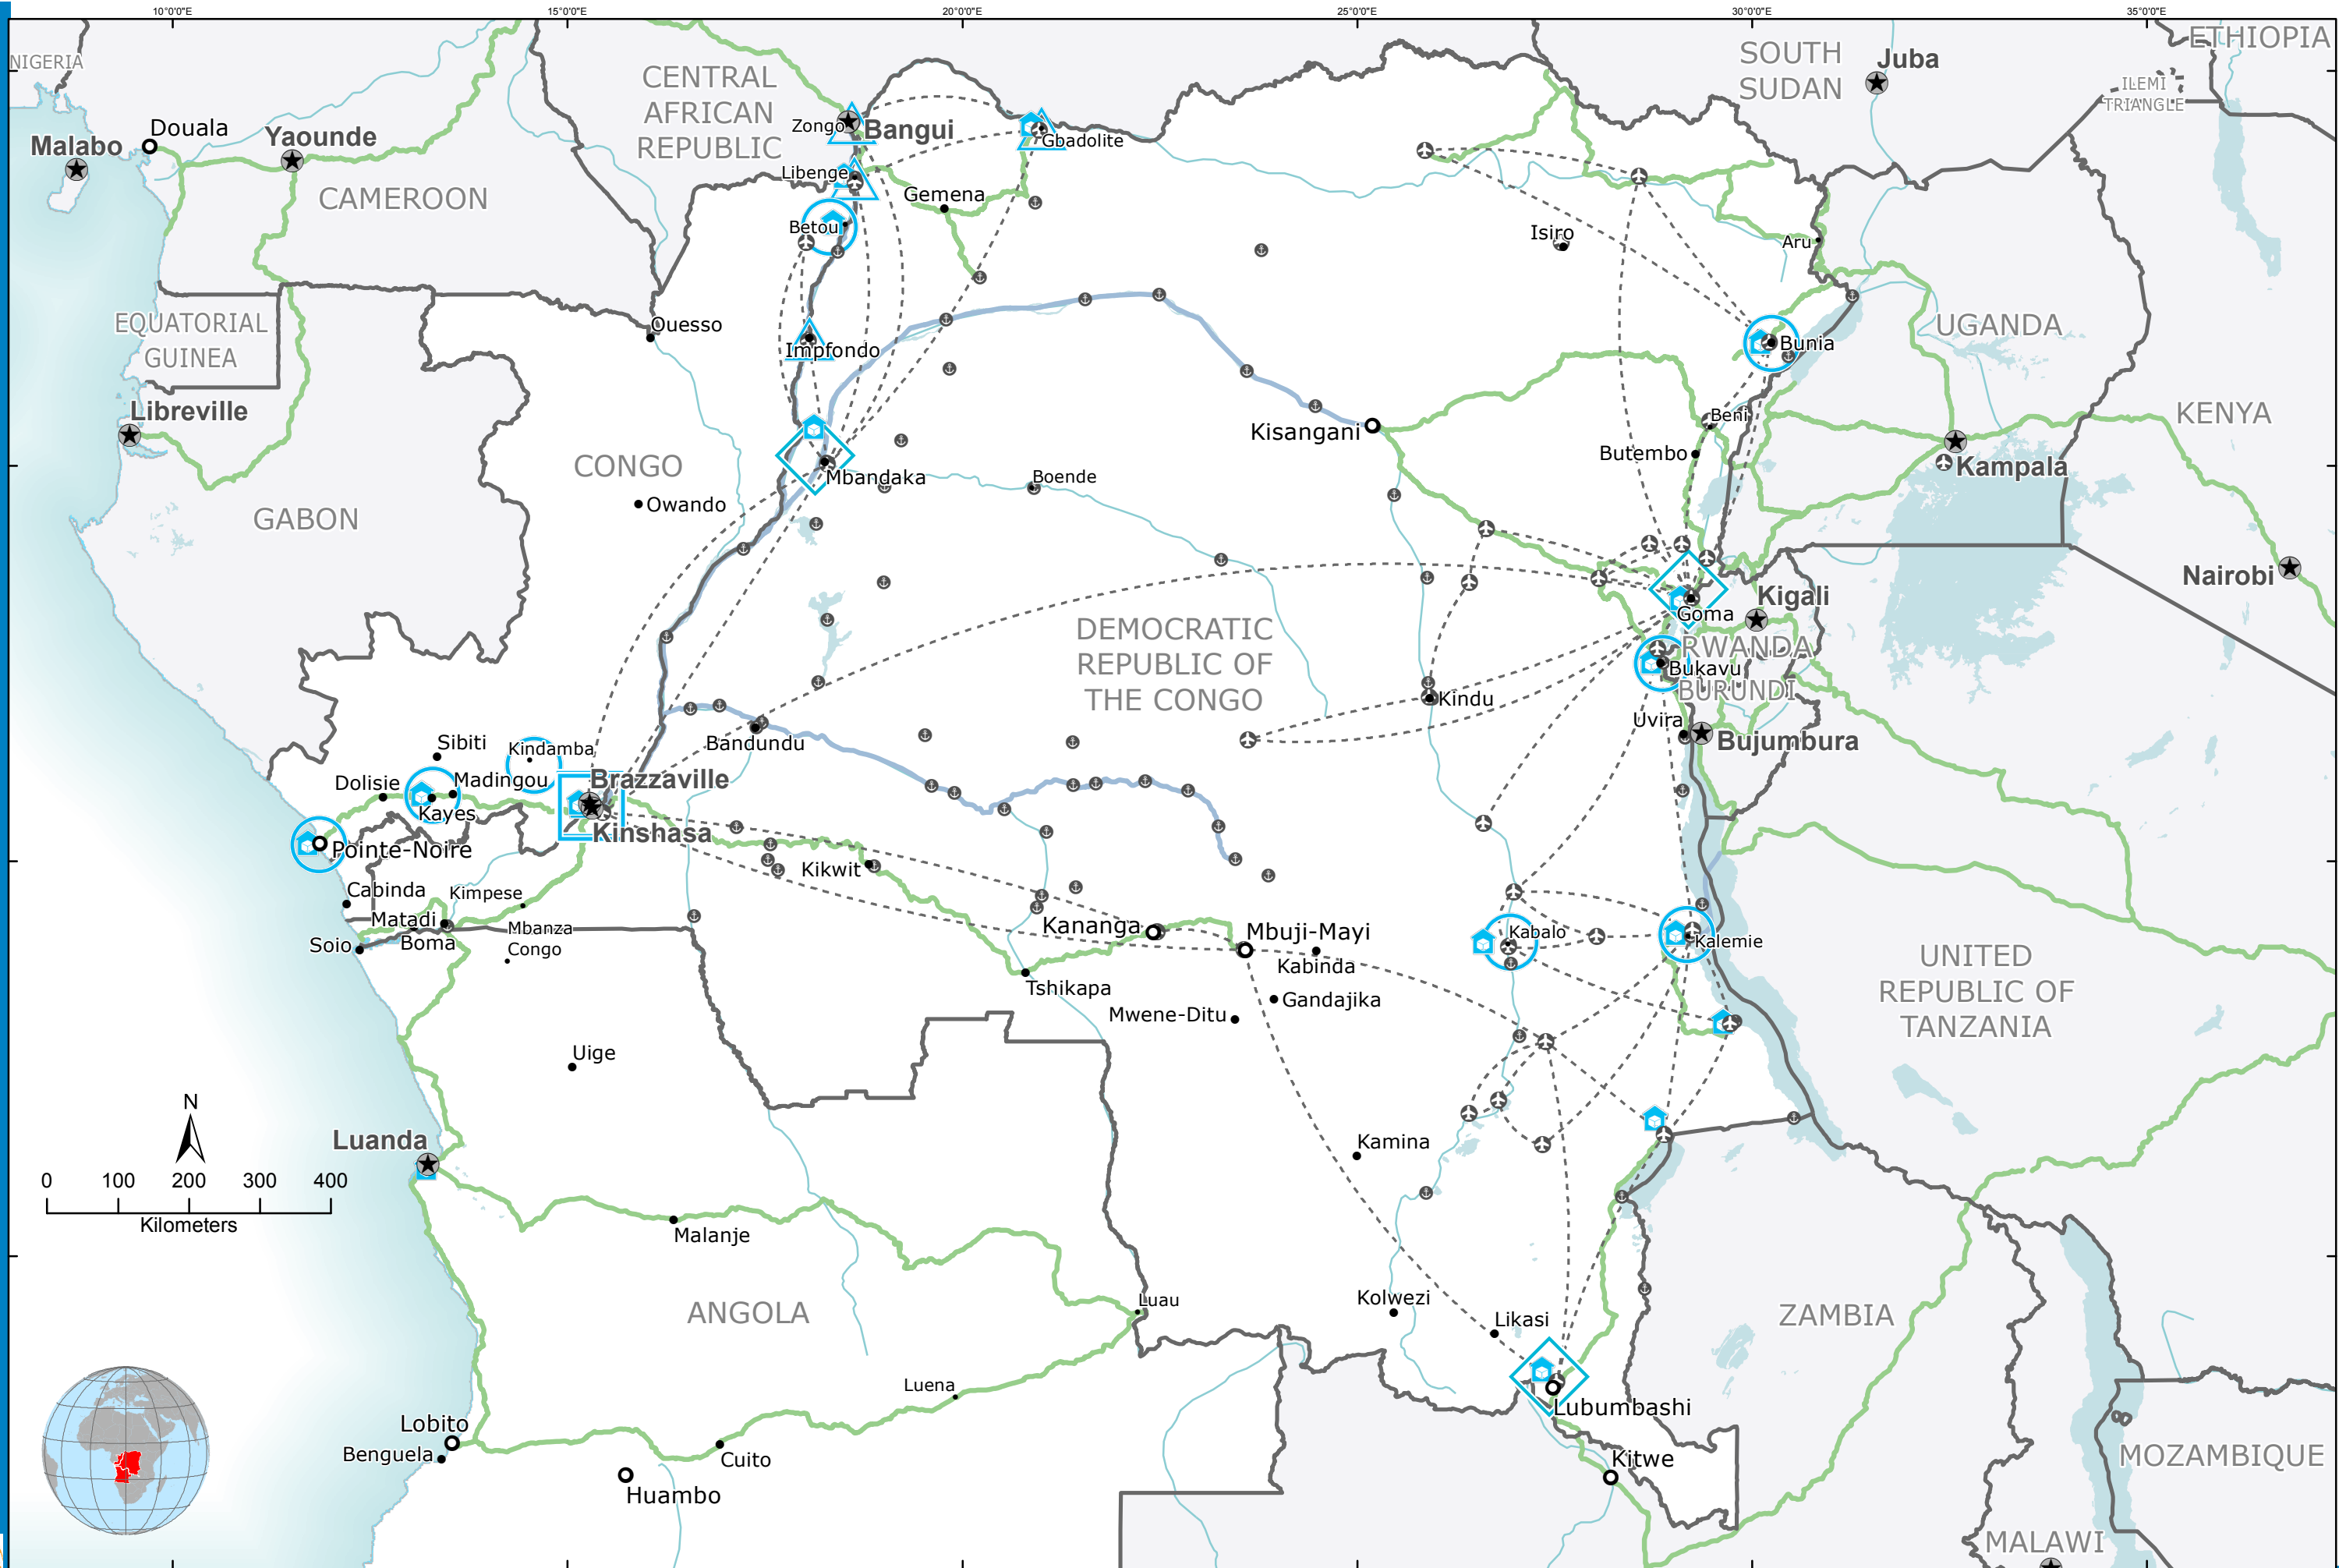 10°0'0"E
15°0'0"E
20°0'0"E
25°0'0"E
30°0'0"E
35°0'0"E
NIGERIA
CENTRAL
AFRICAN
REPUBLIC
SOUTH
SUDAN
Juba
ETHIOPIA
ILEMI
TRIANGLE
Malabo
Douala
Yaounde
Zongo
Bangui
Gbadolite
CAMEROON
Libenge
Gemena
Betou
Isiro
Aru
EQUATORIAL
GUINEA
Ouesso
Impfondo
UGANDA
Bunia
Libreville
KENYA
Beni
Kisangani
Butembo
Kampala
CONGO
Mbandaka
Boende
Owando
GABON
Nairobi
Kigali
Goma
DEMOCRATIC
REPUBLIC OF
THE CONGO
RWANDA
Bukavu
BURUNDI
Kindu
Uvira
Bujumbura
Bandundu
Sibiti
Kindamba
Dolisie
Madingou
Kayes
Brazzaville
Kinshasa
Pointe-Noire
Kikwit
Cabinda
Kimpese
Matadi
Boma
Mbanza
Congo
Soio
Kananga
Mbuji-Mayi
Kabinda
Kabalo
Kalemie
UNITED
REPUBLIC OF
TANZANIA
Tshikapa
Gandajika
Mwene-Ditu
Uige
N
Luanda
0 100 200 300 400
Kilometers
Kamina
Malanje
ANGOLA
Luau
Kolwezi
Likasi
ZAMBIA
Luena
Lubumbashi
Lobito
Benguela
Cuito
Huambo
Kitwe
MOZAMBIQUE
MALAWI